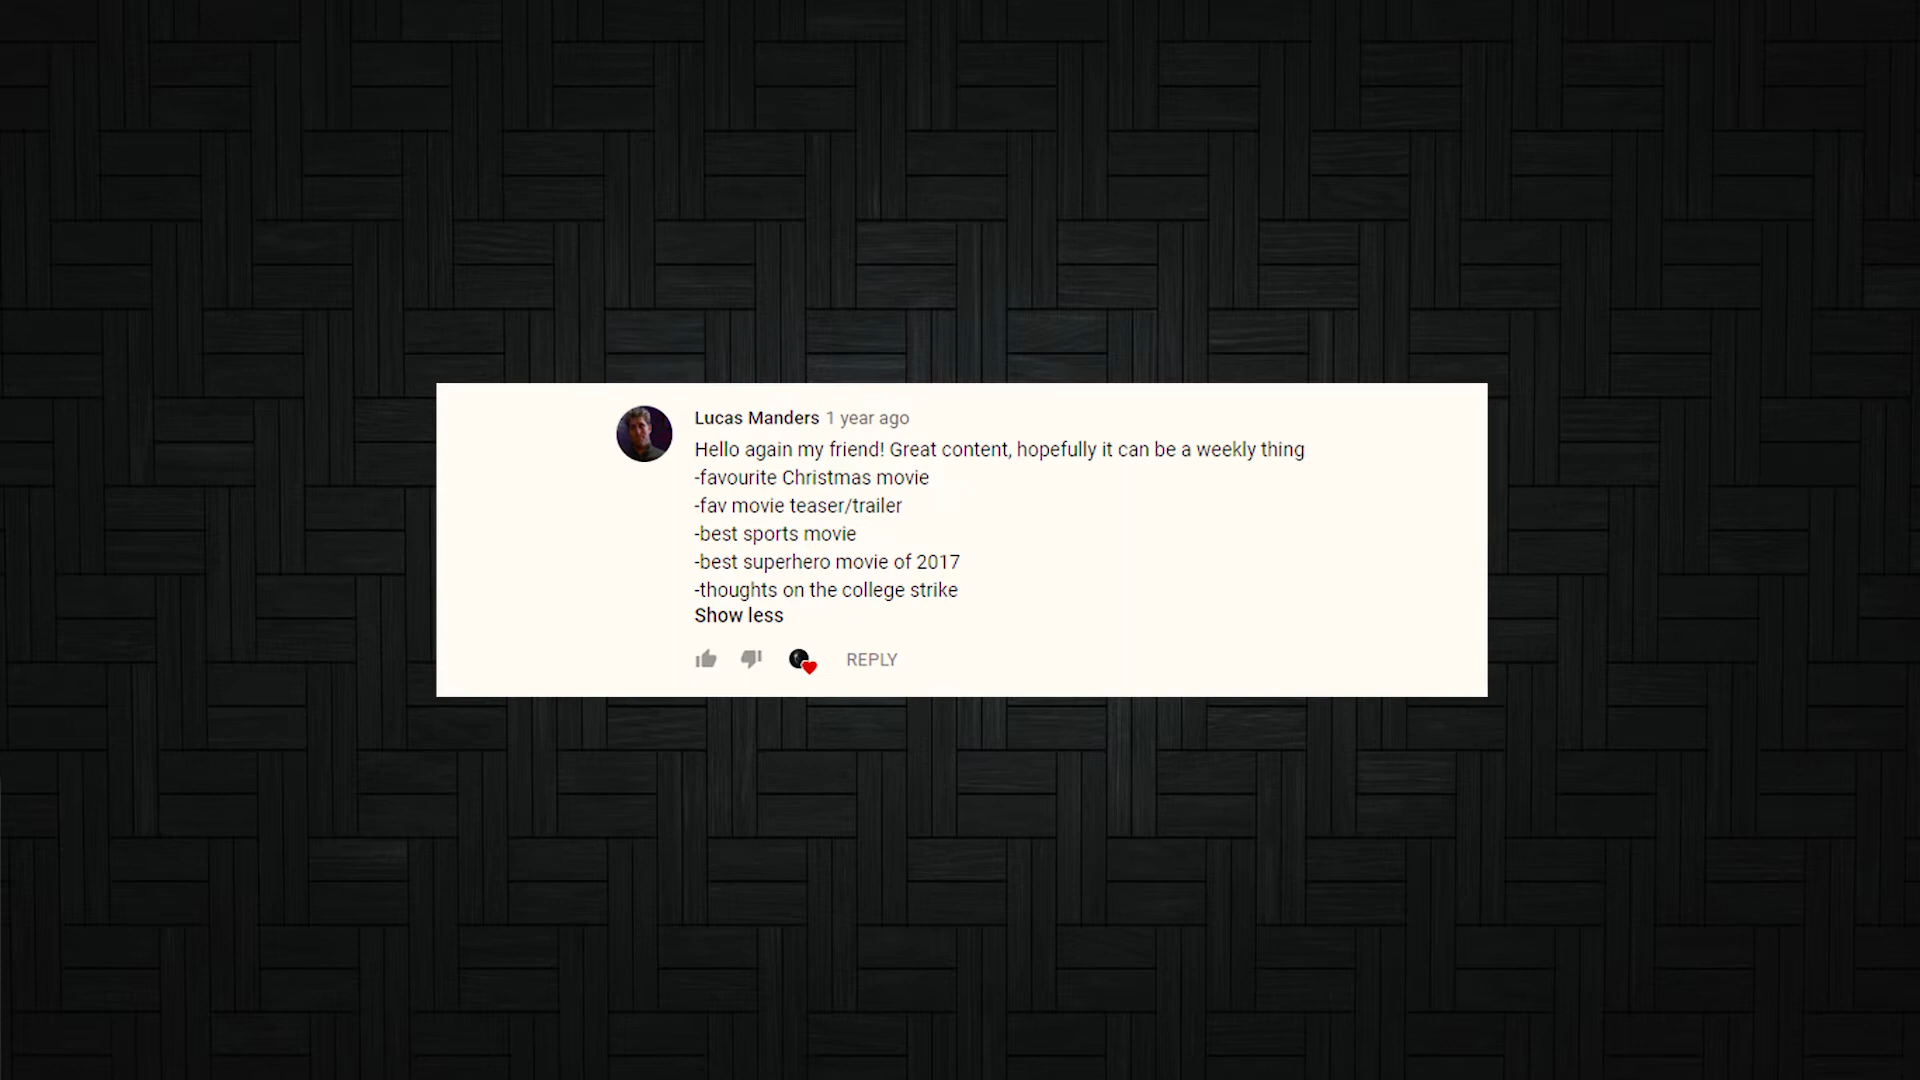 Lucas Manders 1 year ago
Hello again my friend! Great content, hopefully it can be a weekly thing
-favourite Christmas movie
-fav movie teaser/trailer
-best sports movie
-best superhero movie of 2017
-thoughts on the college strike
Show less
REPLY